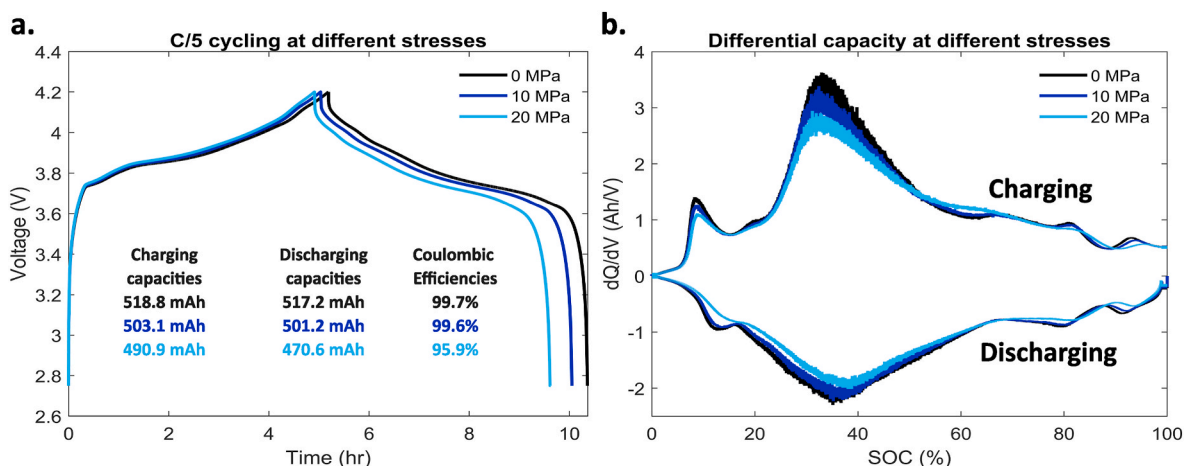 a.
C/5 cycling at different stresses
4.4
4.2
4
3.8
3.6
3.4
3.2
3
2.8
2.6
Voltage (V)
0 MPa
10 MPa
20 MPa
Charging
capacities
518.8 mAh
503.1 mAh
490.9 mAh
Discharging
capacities
517.2 mAh
501.2 mAh
470.6 mAh
Coulombic
Efficiencies
99.7%
99.6%
95.9%
0
2
4
6
8
10
Time (hr)
b.
Differential capacity at different stresses
4
3
2
1
0
-1
-2
dQ/dV (Ah/V)
0 MPa
10 MPa
20 MPa
Charging
Discharging
0
20
40
60
80
100
SOC (%)